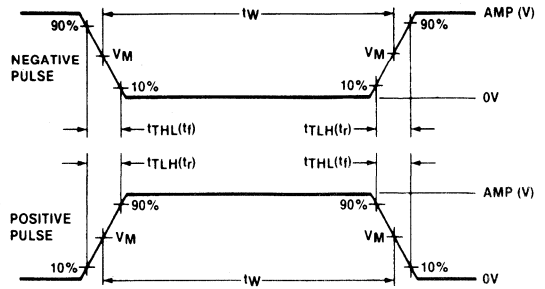 tW
AMP (V)
90%
90%
NEGATIVE
PULSE
VM
VM
10%
10%
0V
tTHL(tf)
tTLH(tr)
tTLH(tr)
tTHL(tf)
AMP (V)
90%
90%
POSITIVE
PULSE
VM
VM
10%
10%
tW
0V